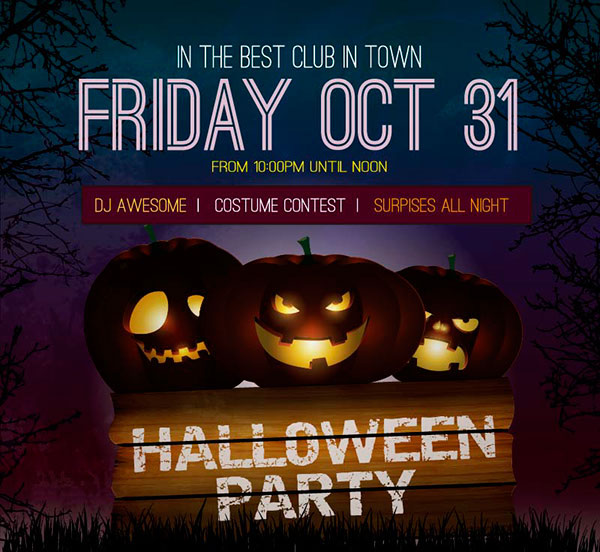 IN THE BEST CLUB IN TOWN
FRIDAY OCT 31
FROM 10:00PM UNTIL NOON
DJ AWESOME | COSTUME CONTEST | SURPISES ALL NIGHT
HALLOWEEN
PARTY